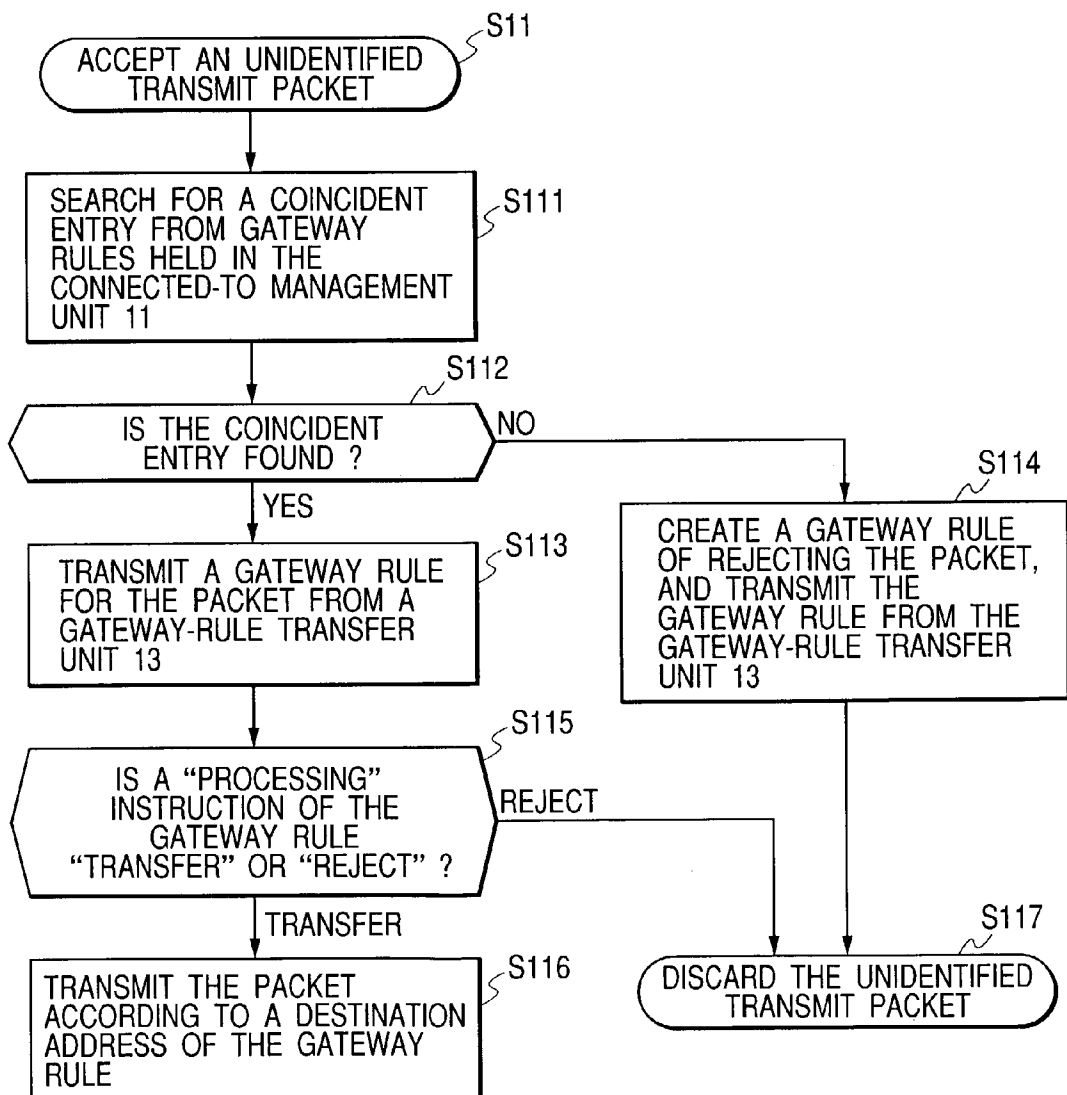 S11
ACCEPT AN UNIDENTIFIED
TRANSMIT PACKET
S111
SEARCH FOR A COINCIDENT
ENTRY FROM GATEWAY
RULES HELD IN THE
CONNECTED-TO MANAGEMENT
UNIT 11
S112
IS THE COINCIDENT
ENTRY FOUND ?
NO
YES
S113
TRANSMIT A GATEWAY RULE
FOR THE PACKET FROM A
GATEWAY-RULE TRANSFER
UNIT 13
S114
CREATE A GATEWAY RULE
OF REJECTING THE PACKET,
AND TRANSMIT THE
GATEWAY RULE FROM THE
GATEWAY-RULE TRANSFER
UNIT 13
S115
IS A “PROCESSING”
INSTRUCTION OF THE
GATEWAY RULE
“TRANSFER” OR “REJECT” ?
REJECT
TRANSFER
S116
TRANSMIT THE PACKET
ACCORDING TO A DESTINATION
ADDRESS OF THE GATEWAY
RULE
S117
DISCARD THE UNIDENTIFIED
TRANSMIT PACKET